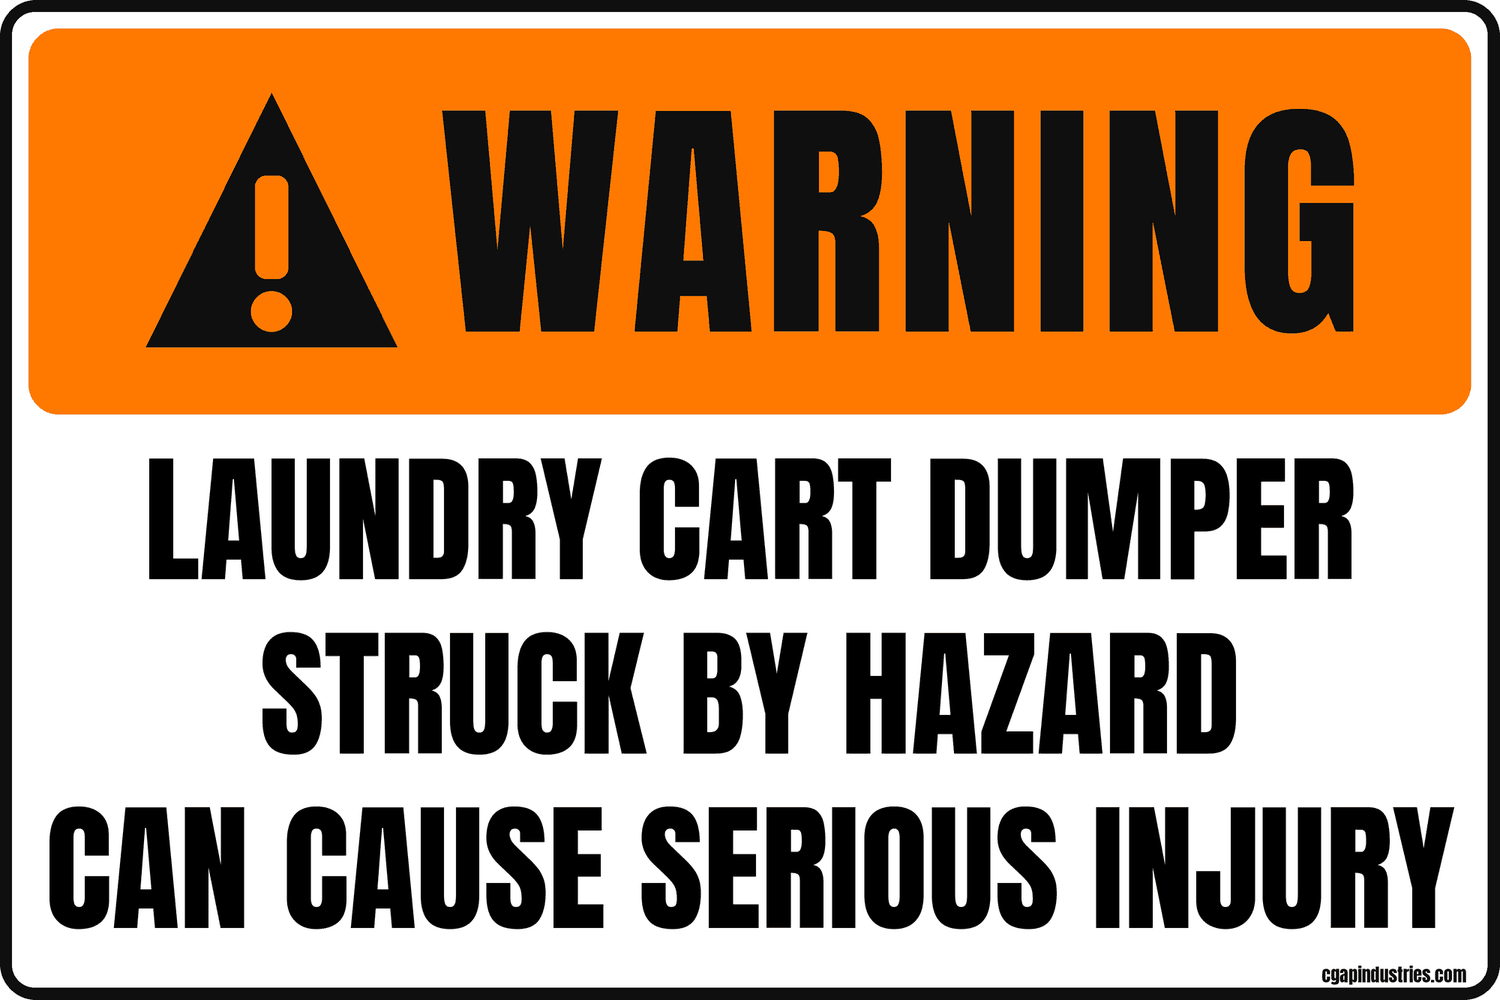 WARNING
LAUNDRY CART DUMPER
STRUCK BY HAZARD
CAN CAUSE SERIOUS INJURY
cgapindustries.com